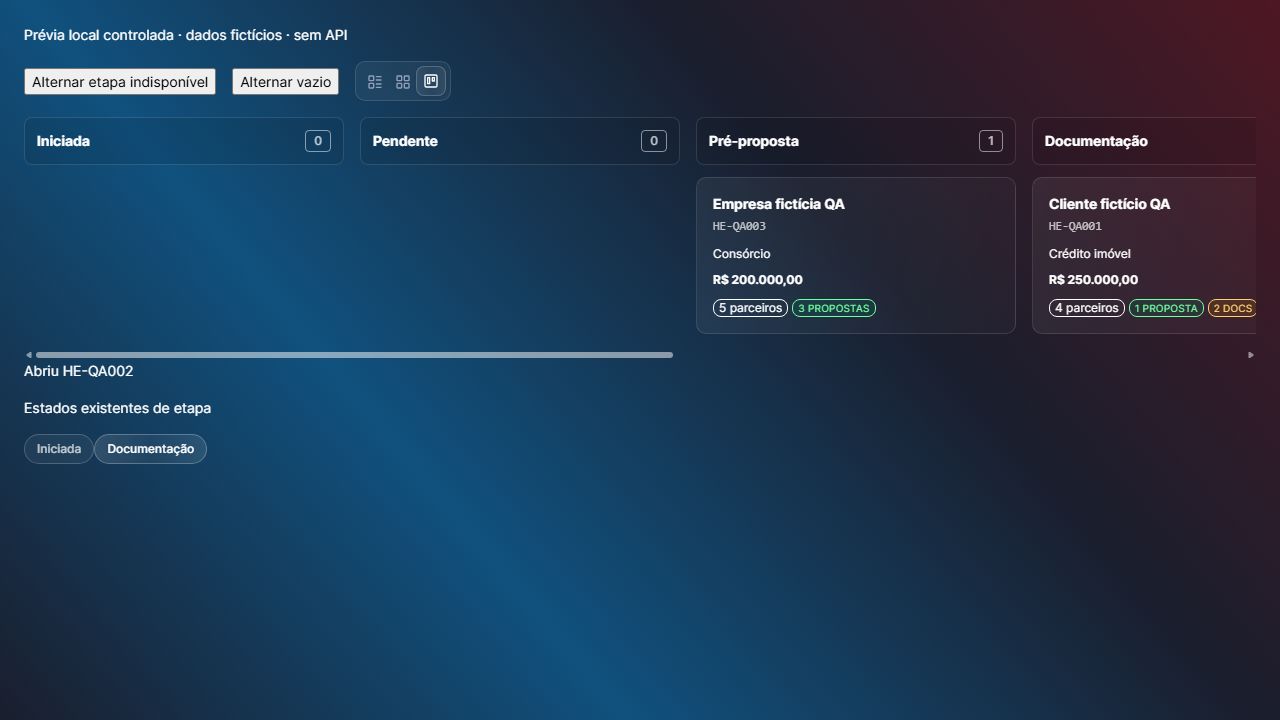 Prévia local controlada · dados fictícios · sem API
Alternar etapa indisponível Alternar vazio
Iniciada 0 Pendente 0 Pré-proposta 1 Documentação
Empresa fictícia QA
HE-QA003
Consórcio
R$ 200.000,00
5 parceiros 3 PROPOSTAS
Cliente fictício QA
HE-QA001
Crédito imóvel
R$ 250.000,00
4 parceiros 1 PROPOSTA 2 DOCS
Abriu HE-QA002
Estados existentes de etapa
Iniciada Documentação